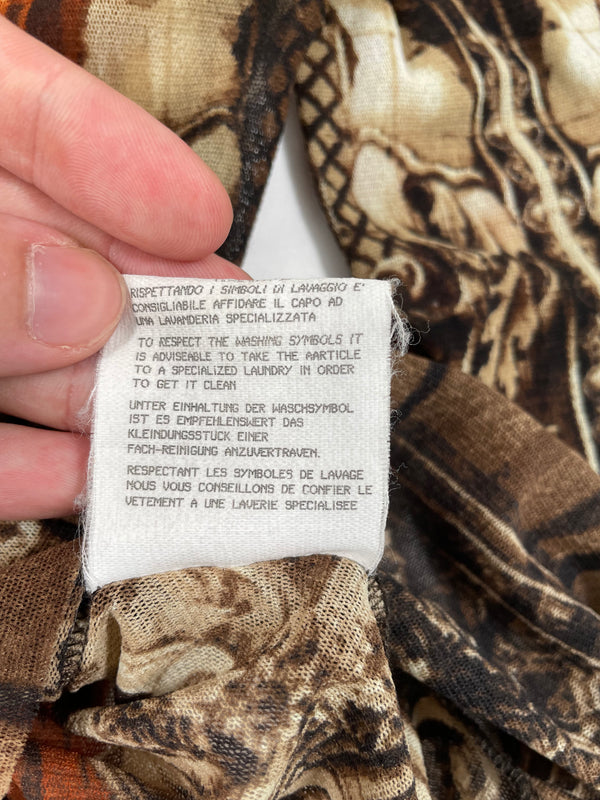 RISPETTANDO I SIMBOLI DI LAVAGGIO E'
CONSIGLIABILE AFFIDARE IL CAPO AD
UNA LAVANDERIA SPECIALIZZATA
TO RESPECT THE WASHING SYMBOLS IT
IS ADVISEABLE TO TAKE THE AARTICLE
TO A SPECIALIZED LAUNDRY IN ORDER
TO GET IT CLEAN
UNTER EINHALTUNG DER WASCHSYMBOL
IST ES EMPFEHLENSWERT DAS
KLEINDUNGSSTUCK EINER
FACH-REINIGUNG ANZUVERTRAVEN.
RESPECTANT LES SYMBOLES DE LAVAGE
NOUS VOUS CONSEILLONS DE CONFIER LE
VETEMENT A UNE LAVERIE SPECIALISEE